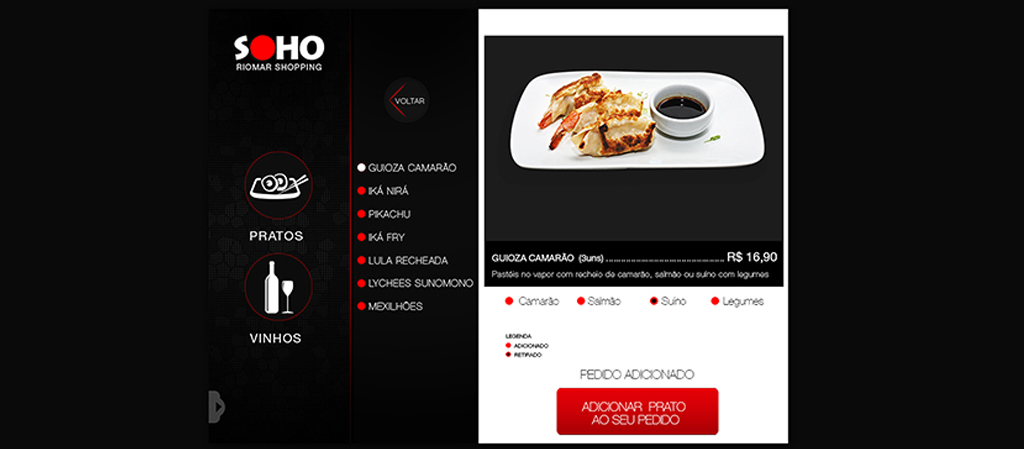 SOHO
RIOMAR SHOPPING
PRATOS
VINHOS
VOLTAR
GUIOZA CAMARÃO
IKÁ NIRÁ
PIKACHU
IKÁ FRY
LULA RECHEADA
LYCHEES SUNOMONO
MEXILHÕES
GUIOZA CAMARÃO (3uns) ........................................ R$ 16,90
Pastéis no vapor com recheio de camarão, salmão ou suíno com legumes
Camarão Salmão Suíno Legumes
LEGENDA
ADICIONADO
RETIRADO
PEDIDO ADICIONADO
ADICIONAR PRATO
AO SEU PEDIDO